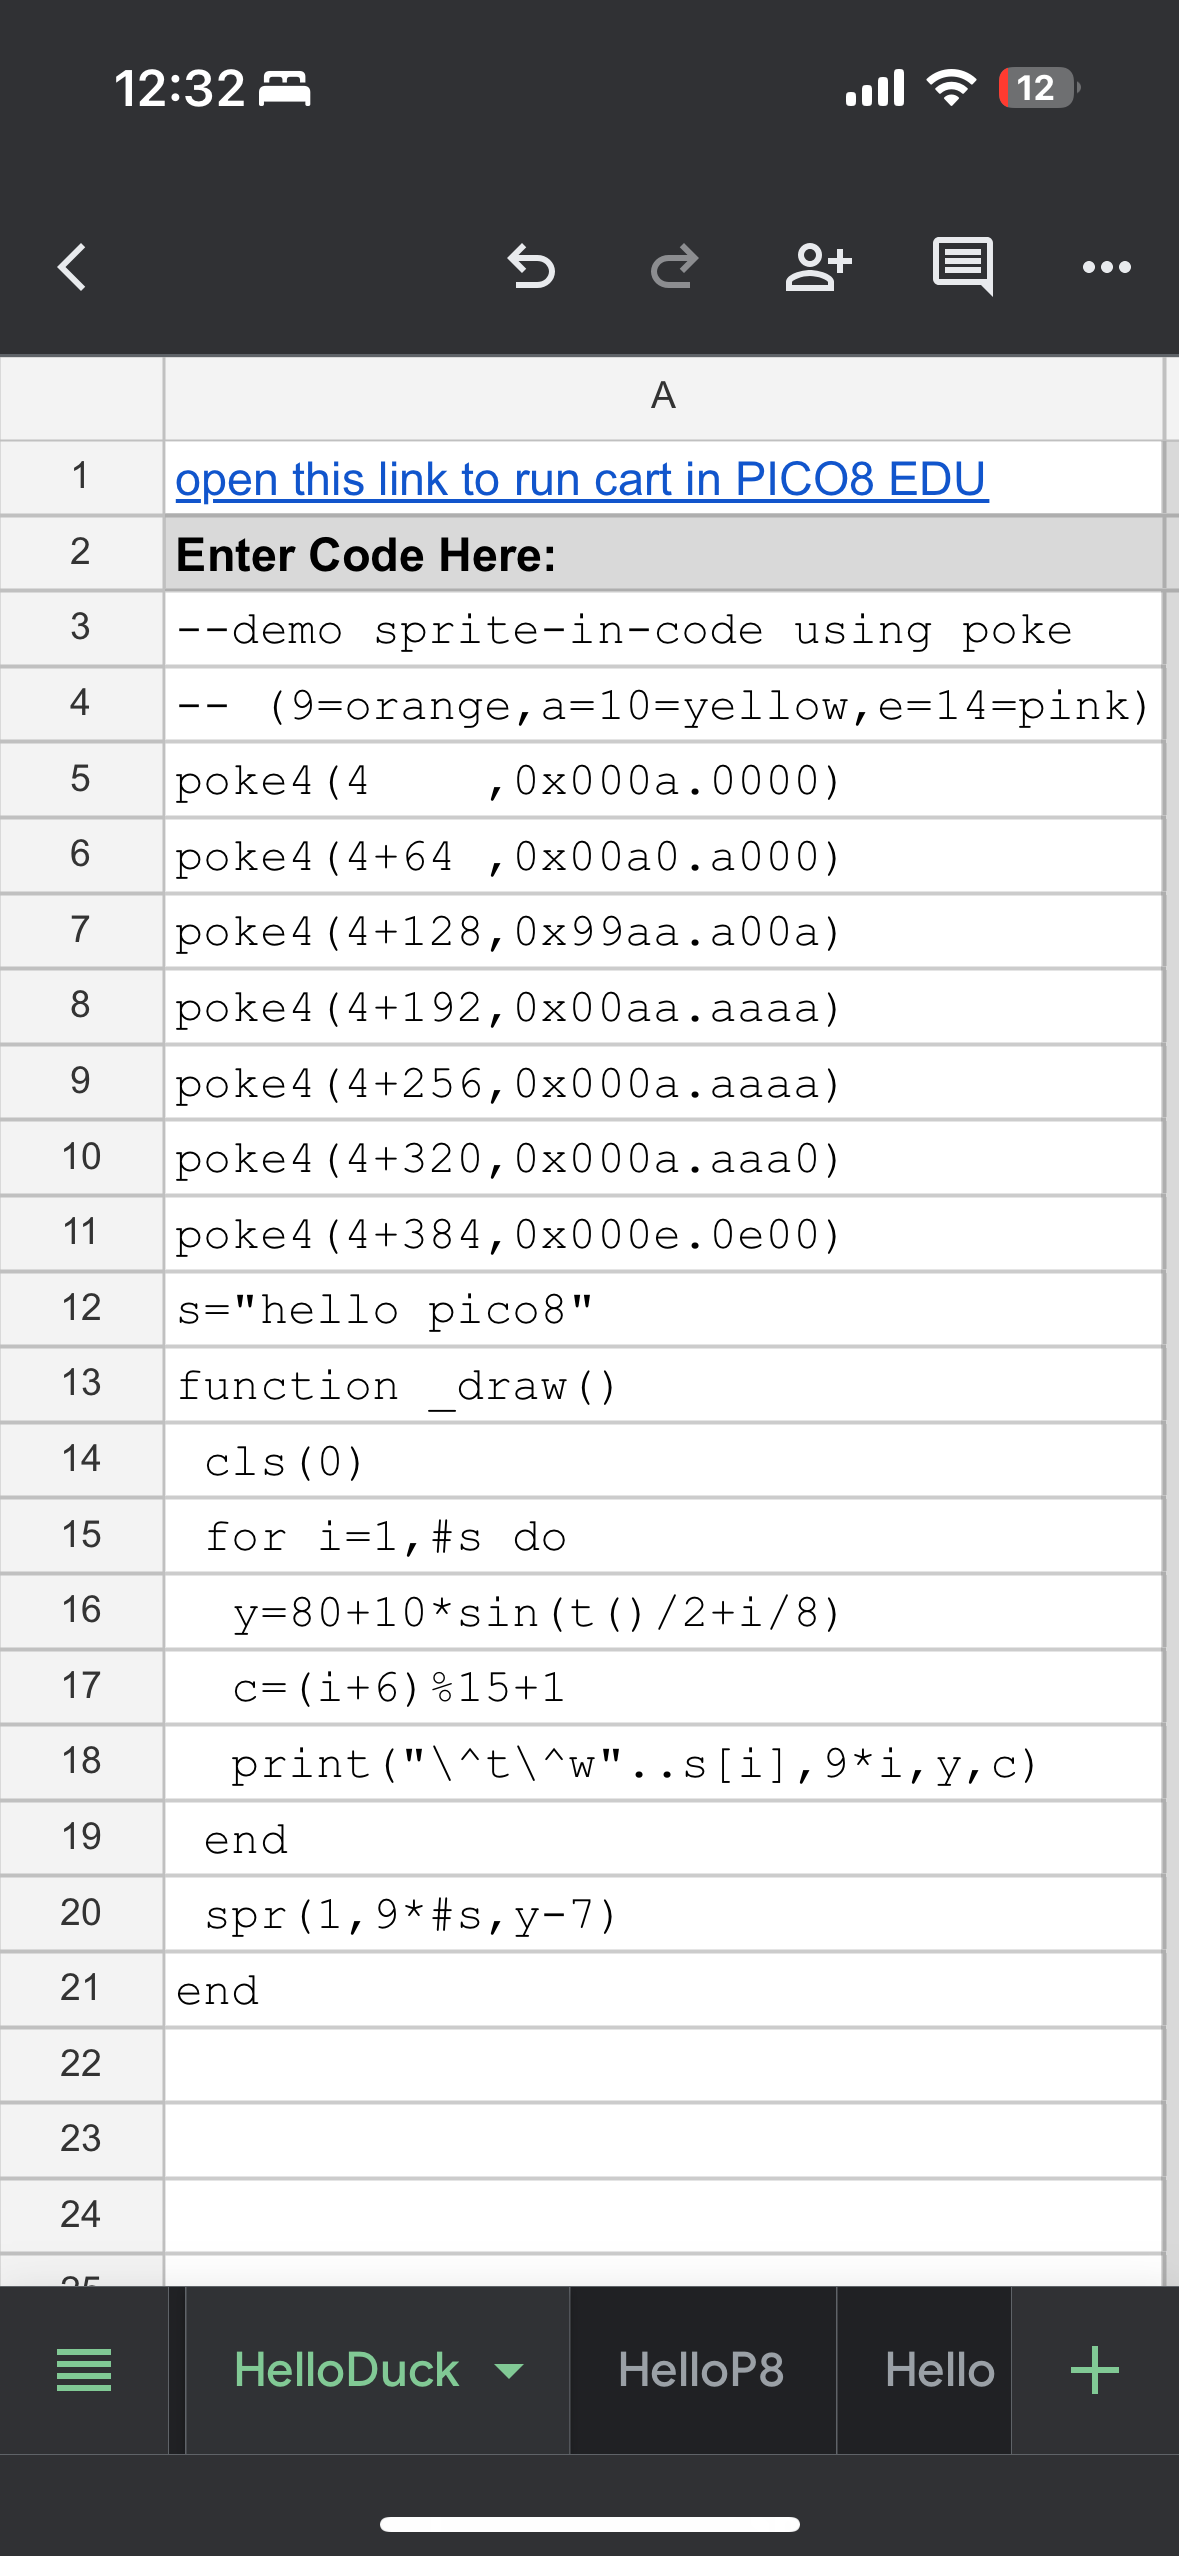 12:32
12
A
1 open this link to run cart in PICO8 EDU
2 Enter Code Here:
3 --demo sprite-in-code using poke
4 -- (9=orange,a=10=yellow,e=14=pink)
5 poke4(4    ,0x000a.0000)
6 poke4(4+64 ,0x00a0.a000)
7 poke4(4+128,0x99aa.a00a)
8 poke4(4+192,0x00aa.aaaa)
9 poke4(4+256,0x000a.aaaa)
10 poke4(4+320,0x000a.aaa0)
11 poke4(4+384,0x000e.0e00)
12 s="hello pico8"
13 function _draw()
14  cls(0)
15  for i=1,#s do
16   y=80+10*sin(t()/2+i/8)
17   c=(i+6)%15+1
18   print("\^t\^w"..s[i],9*i,y,c)
19  end
20  spr(1,9*#s,y-7)
21 end
22
23
24
25
HelloDuck HelloP8 Hello